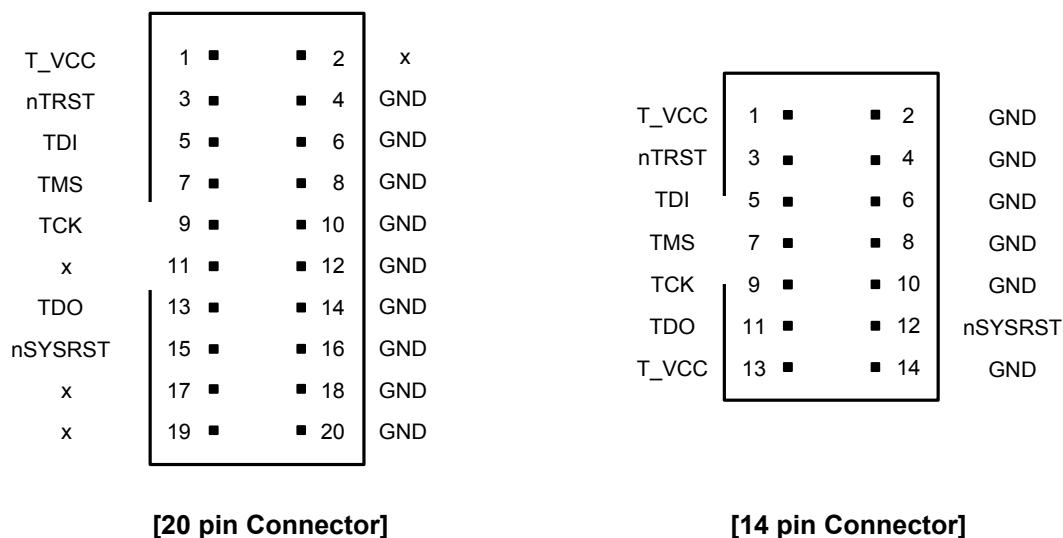 T_VCC 1 2 x
nTRST 3 4 GND
TDI 5 6 GND
TMS 7 8 GND
TCK 9 10 GND
x 11 12 GND
TDO 13 14 GND
nSYSRST 15 16 GND
x 17 18 GND
x 19 20 GND
[20 pin Connector]
T_VCC 1 2 GND
nTRST 3 4 GND
TDI 5 6 GND
TMS 7 8 GND
TCK 9 10 GND
TDO 11 12 nSYSRST
T_VCC 13 14 GND
[14 pin Connector]